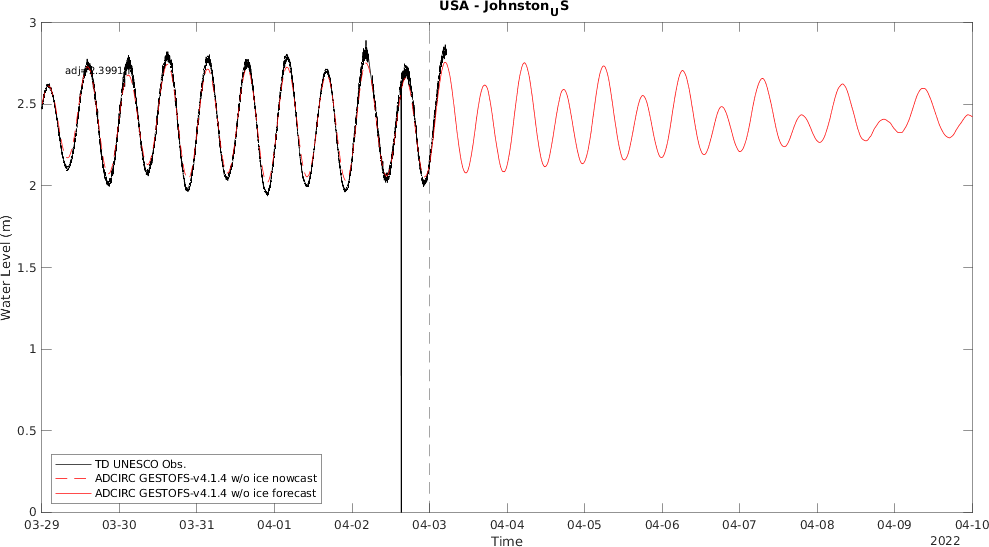 USA - Johnston_US
3
adj=2.3991
2.5
2
1.5
1
0.5
0
Water Level (m)
TD UNESCO Obs.
ADCIRC GESTOFS-v4.1.4 w/o ice nowcast
ADCIRC GESTOFS-v4.1.4 w/o ice forecast
03-29 03-30 03-31 04-01 04-02 04-03 04-04 04-05 04-06 04-07 04-08 04-09 04-10
Time
2022